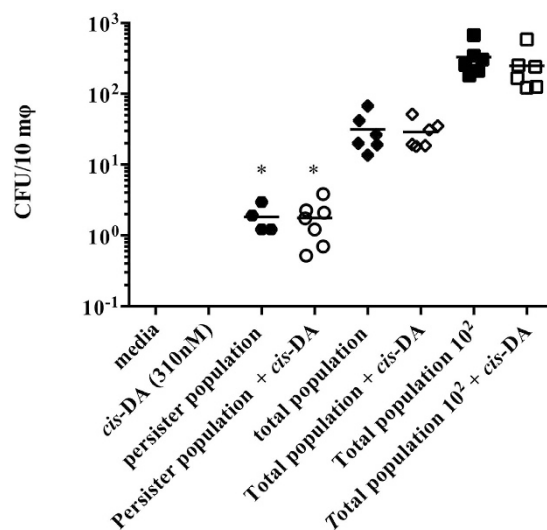 CFU/10 mφ
10³
10²
10¹
10⁰
10⁻¹
* *
media
cis-DA (310nM)
persister population
Persister population + cis-DA
total population
Total population + cis-DA
Total population 10²
Total population 10² + cis-DA